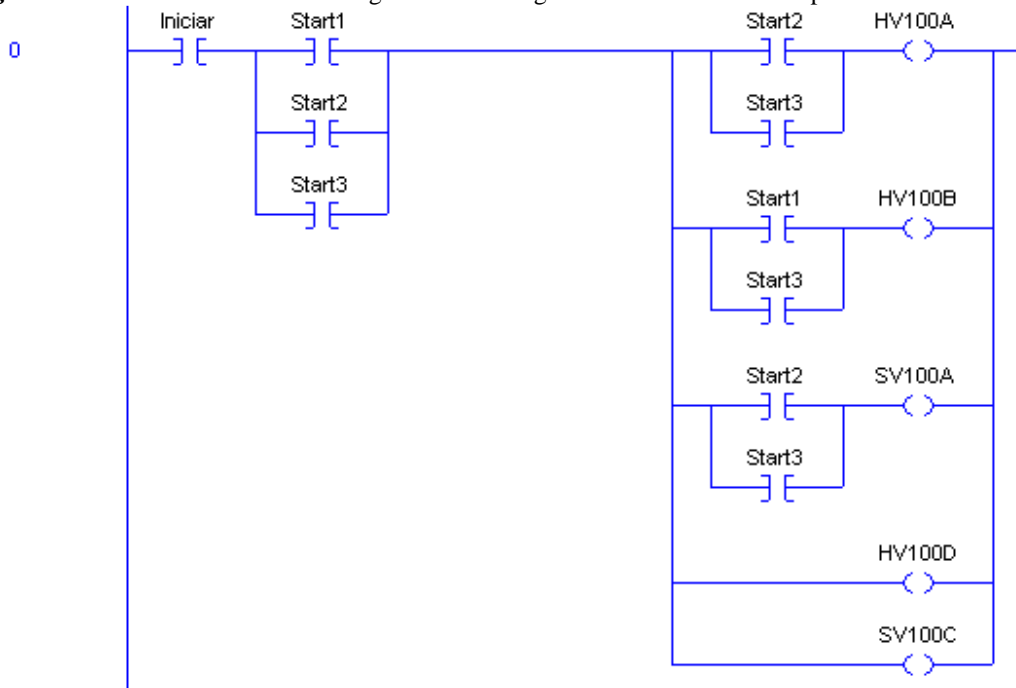 Iniciar Start1 Start2 HV100A
0
Start2 Start3
Start3 Start1 HV100B
Start3
Start2 SV100A
Start3
HV100D
SV100C